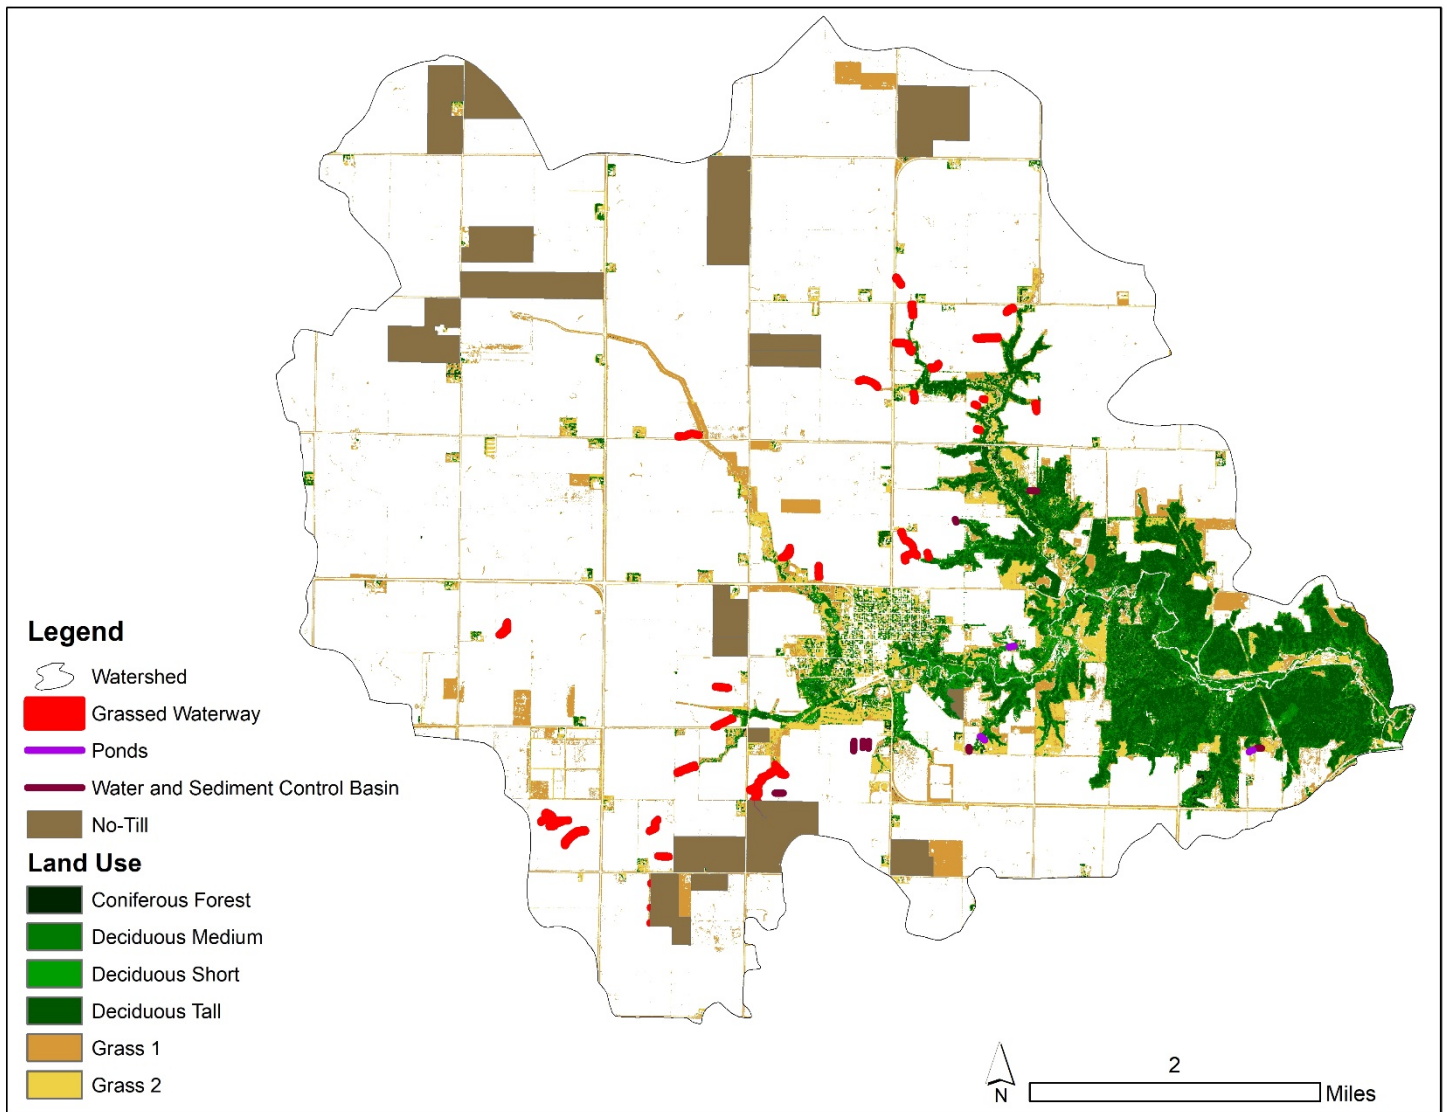 Legend
Watershed
Grassed Waterway
Ponds
Water and Sediment Control Basin
No-Till
Land Use
Coniferous Forest
Deciduous Medium
Deciduous Short
Deciduous Tall
Grass 1
Grass 2
N
2
Miles